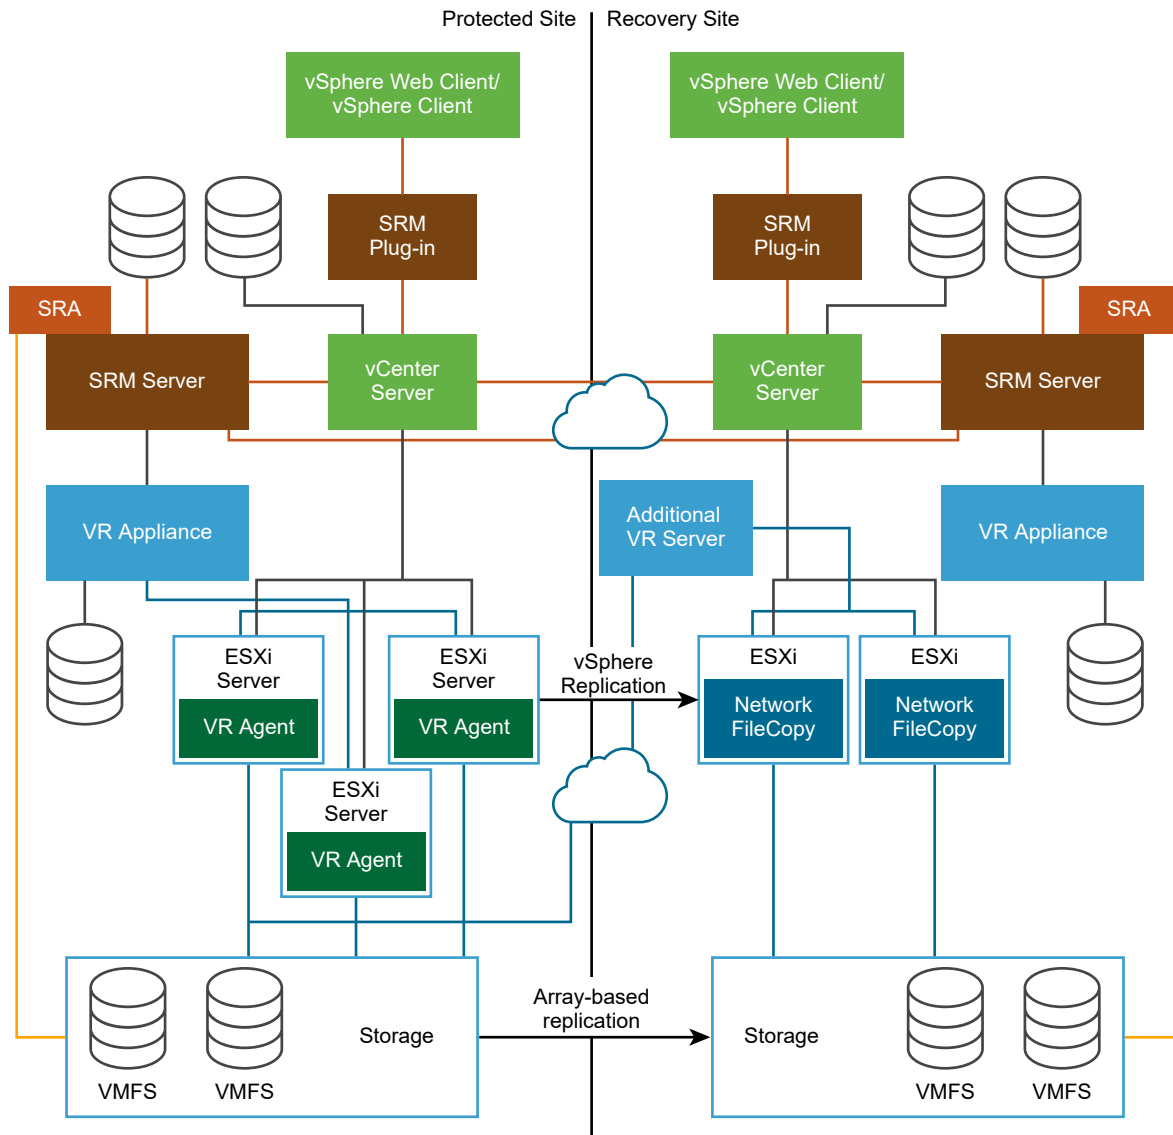 Protected Site
Recovery Site
vSphere Web Client/
vSphere Client
vSphere Web Client/
vSphere Client
SRM
Plug-in
SRM
Plug-in
SRA
SRA
SRM Server
vCenter
Server
vCenter
Server
SRM Server
VR Appliance
Additional
VR Server
VR Appliance
ESXi
Server
VR Agent
ESXi
Server
VR Agent
vSphere
Replication
ESXi
Network
FileCopy
ESXi
Network
FileCopy
ESXi
Server
VR Agent
VMFS
VMFS
Storage
Array-based
replication
Storage
VMFS
VMFS